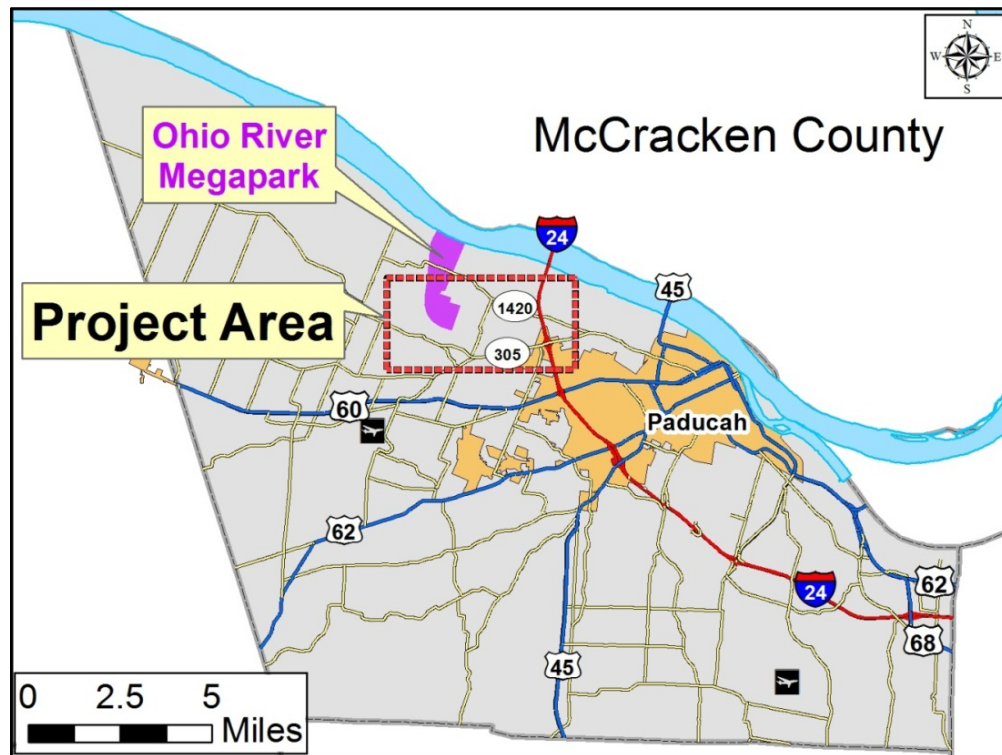 N
W
E
S
McCracken County
Ohio River
Megapark
24
45
Project Area
1420
305
60
Paducah
62
24
62
68
45
0 2.5 5
Miles